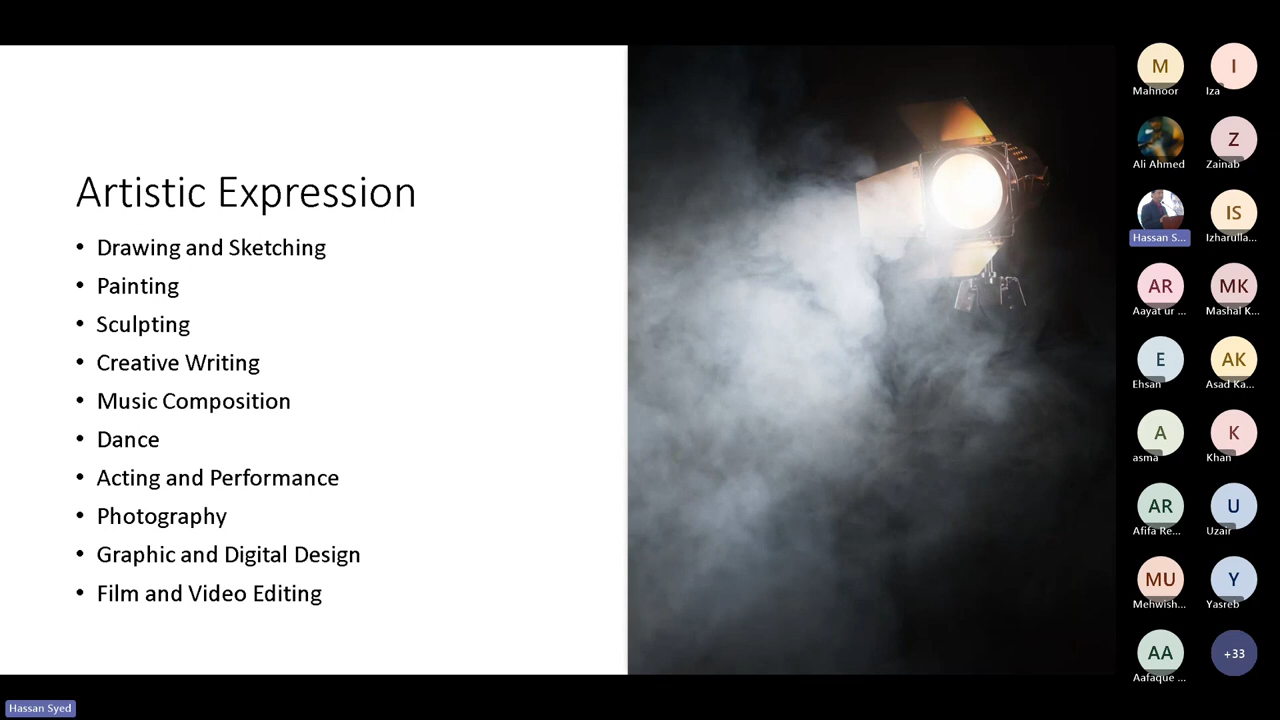 Artistic Expression
• Drawing and Sketching
• Painting
• Sculpting
• Creative Writing
• Music Composition
• Dance
• Acting and Performance
• Photography
• Graphic and Digital Design
• Film and Video Editing
M
Mahnoor
I
Iza
Ali Ahmed
Z
Zainab
Hassan S...
IS
Izharulla...
AR
Aayat ur ...
MK
Mashal K...
E
Ehsan
AK
Asad Ka...
A
asma
K
Khan
AR
Afifa Re...
U
Uzair
MU
Mehwish...
Y
Yasreb
AA
Aafaque ...
+33
Hassan Syed